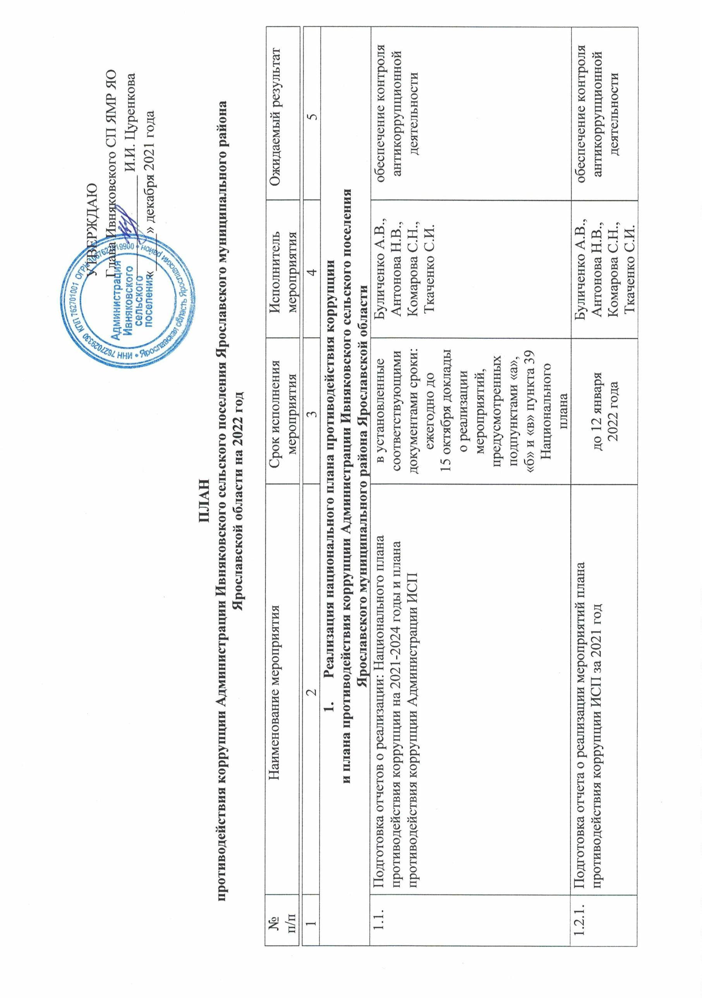 УТВЕРЖДАЮ
Глава Ивняковского СП ЯМР ЯО
И.И. Цуренкова
« » декабря 2021 года
ИНН 7627029330 КПП 762701001 ОГРН
Ярославская область Ярославский район
Администрация
Ивняковского
сельского
поселения
ПЛАН
противодействия коррупции Администрации Ивняковского сельского поселения Ярославского муниципального района
Ярославской области на 2022 год
№
п/п
Наименование мероприятия
Срок исполнения
мероприятия
Исполнитель
мероприятия
Ожидаемый результат
1
2
3
4
5
1. Реализация национального плана противодействия коррупции
и плана противодействия коррупции Администрации Ивняковского сельского поселения
Ярославского муниципального района Ярославской области
1.1.
Подготовка отчетов о реализации: Национального плана
противодействия коррупции на 2021-2024 годы и плана
противодействия коррупции Администрации ИСП
в установленные
соответствующими
документами сроки:
ежегодно до
15 октября доклады
о реализации
мероприятий,
предусмотренных
подпунктами «а»,
«б» и «в» пункта 39
Национального
плана
Буличенко А.В.,
Антонова Н.В.,
Комарова С.Н.,
Ткаченко С.И.
обеспечение контроля
антикоррупционной
деятельности
1.2.1.
Подготовка отчета о реализации мероприятий плана
противодействия коррупции ИСП за 2021 год
до 12 января
2022 года
Буличенко А.В.,
Антонова Н.В.,
Комарова С.Н.,
Ткаченко С.И.
обеспечение контроля
антикоррупционной
деятельности